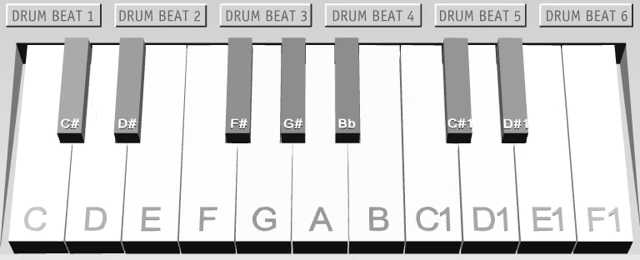 DRUM BEAT 1 DRUM BEAT 2 DRUM BEAT 3 DRUM BEAT 4 DRUM BEAT 5 DRUM BEAT 6
C# D# F# G# Bb C#1 D#1
C D E F G A B C1 D1 E1 F1